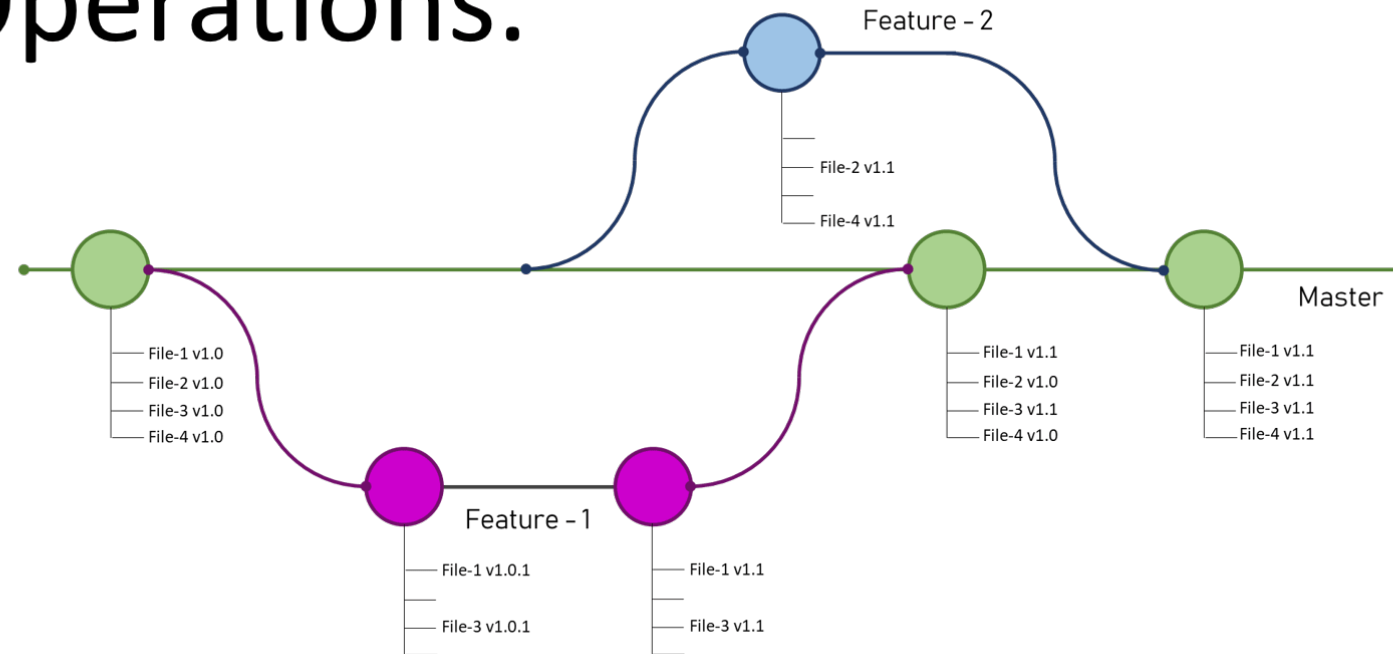 Operations.
Feature - 2
File-2 v1.1
File-4 v1.1
Master
File-1 v1.0
File-2 v1.0
File-3 v1.0
File-4 v1.0
File-1 v1.1
File-2 v1.0
File-3 v1.1
File-4 v1.0
File-1 v1.1
File-2 v1.1
File-3 v1.1
File-4 v1.1
Feature - 1
File-1 v1.0.1
File-3 v1.0.1
File-1 v1.1
File-3 v1.1